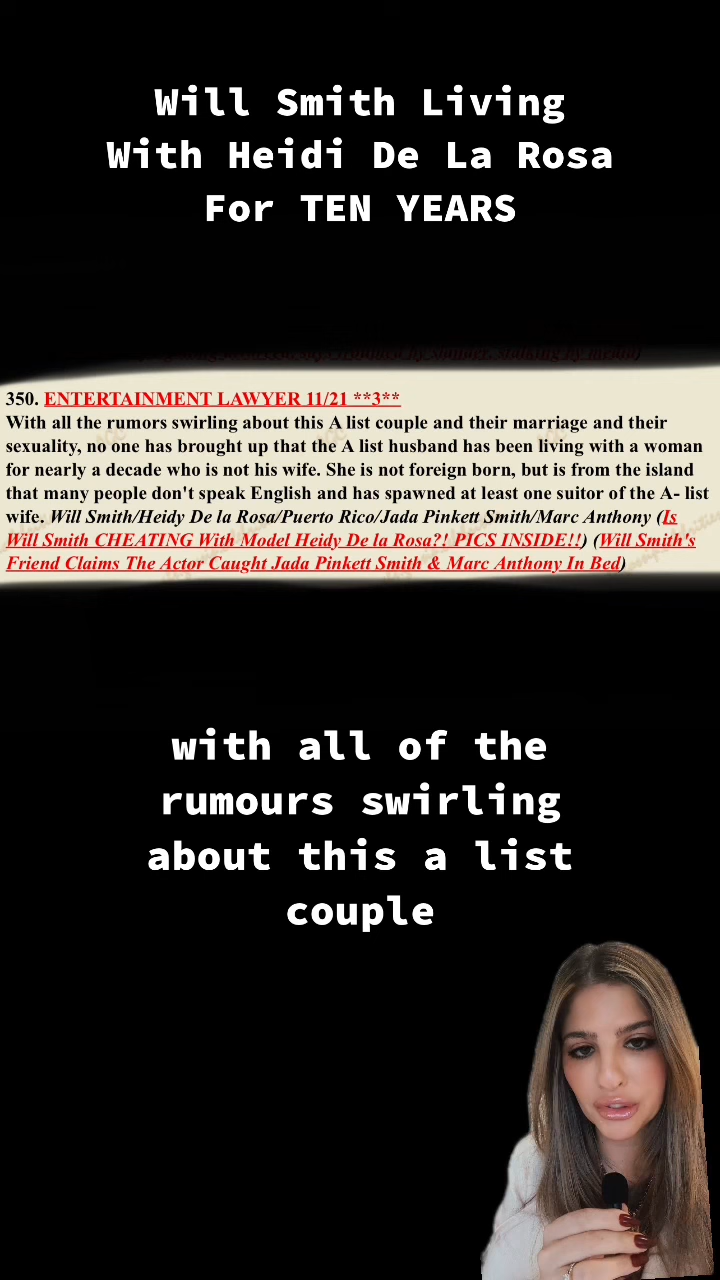 Will Smith Living
With Heidi De La Rosa
For TEN YEARS
350. ENTERTAINMENT LAWYER 11/21 **3**
With all the rumors swirling about this A list couple and their marriage and their
sexuality, no one has brought up that the A list husband has been living with a woman
for nearly a decade who is not his wife. She is not foreign born, but is from the island
that many people don't speak English and has spawned at least one suitor of the A- list
wife. Will Smith/Heidy De la Rosa/Puerto Rico/Jada Pinkett Smith/Marc Anthony (Is
Will Smith CHEATING With Model Heidy De la Rosa?! PICS INSIDE!!) (Will Smith's
Friend Claims The Actor Caught Jada Pinkett Smith & Marc Anthony In Bed)
with all of the
rumours swirling
about this a list
couple